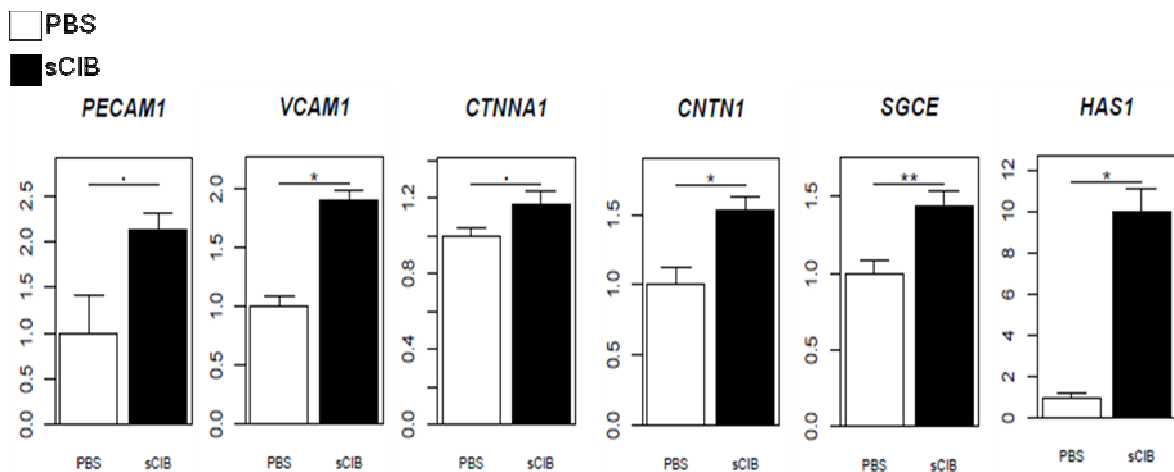 PBS
sCIB
PECAM1 VCAM1 CTNNA1 CNTN1 SGCE HAS1
. * . * ** *
0.0 0.5 1.0 1.5 2.0 2.5
0.0 0.5 1.0 1.5 2.0
0.0 0.4 0.8 1.2
0.0 0.5 1.0 1.5
0.0 0.5 1.0 1.5
0 2 4 6 8 10 12
PBS sCIB PBS sCIB PBS sCIB PBS sCIB PBS sCIB PBS sCIB